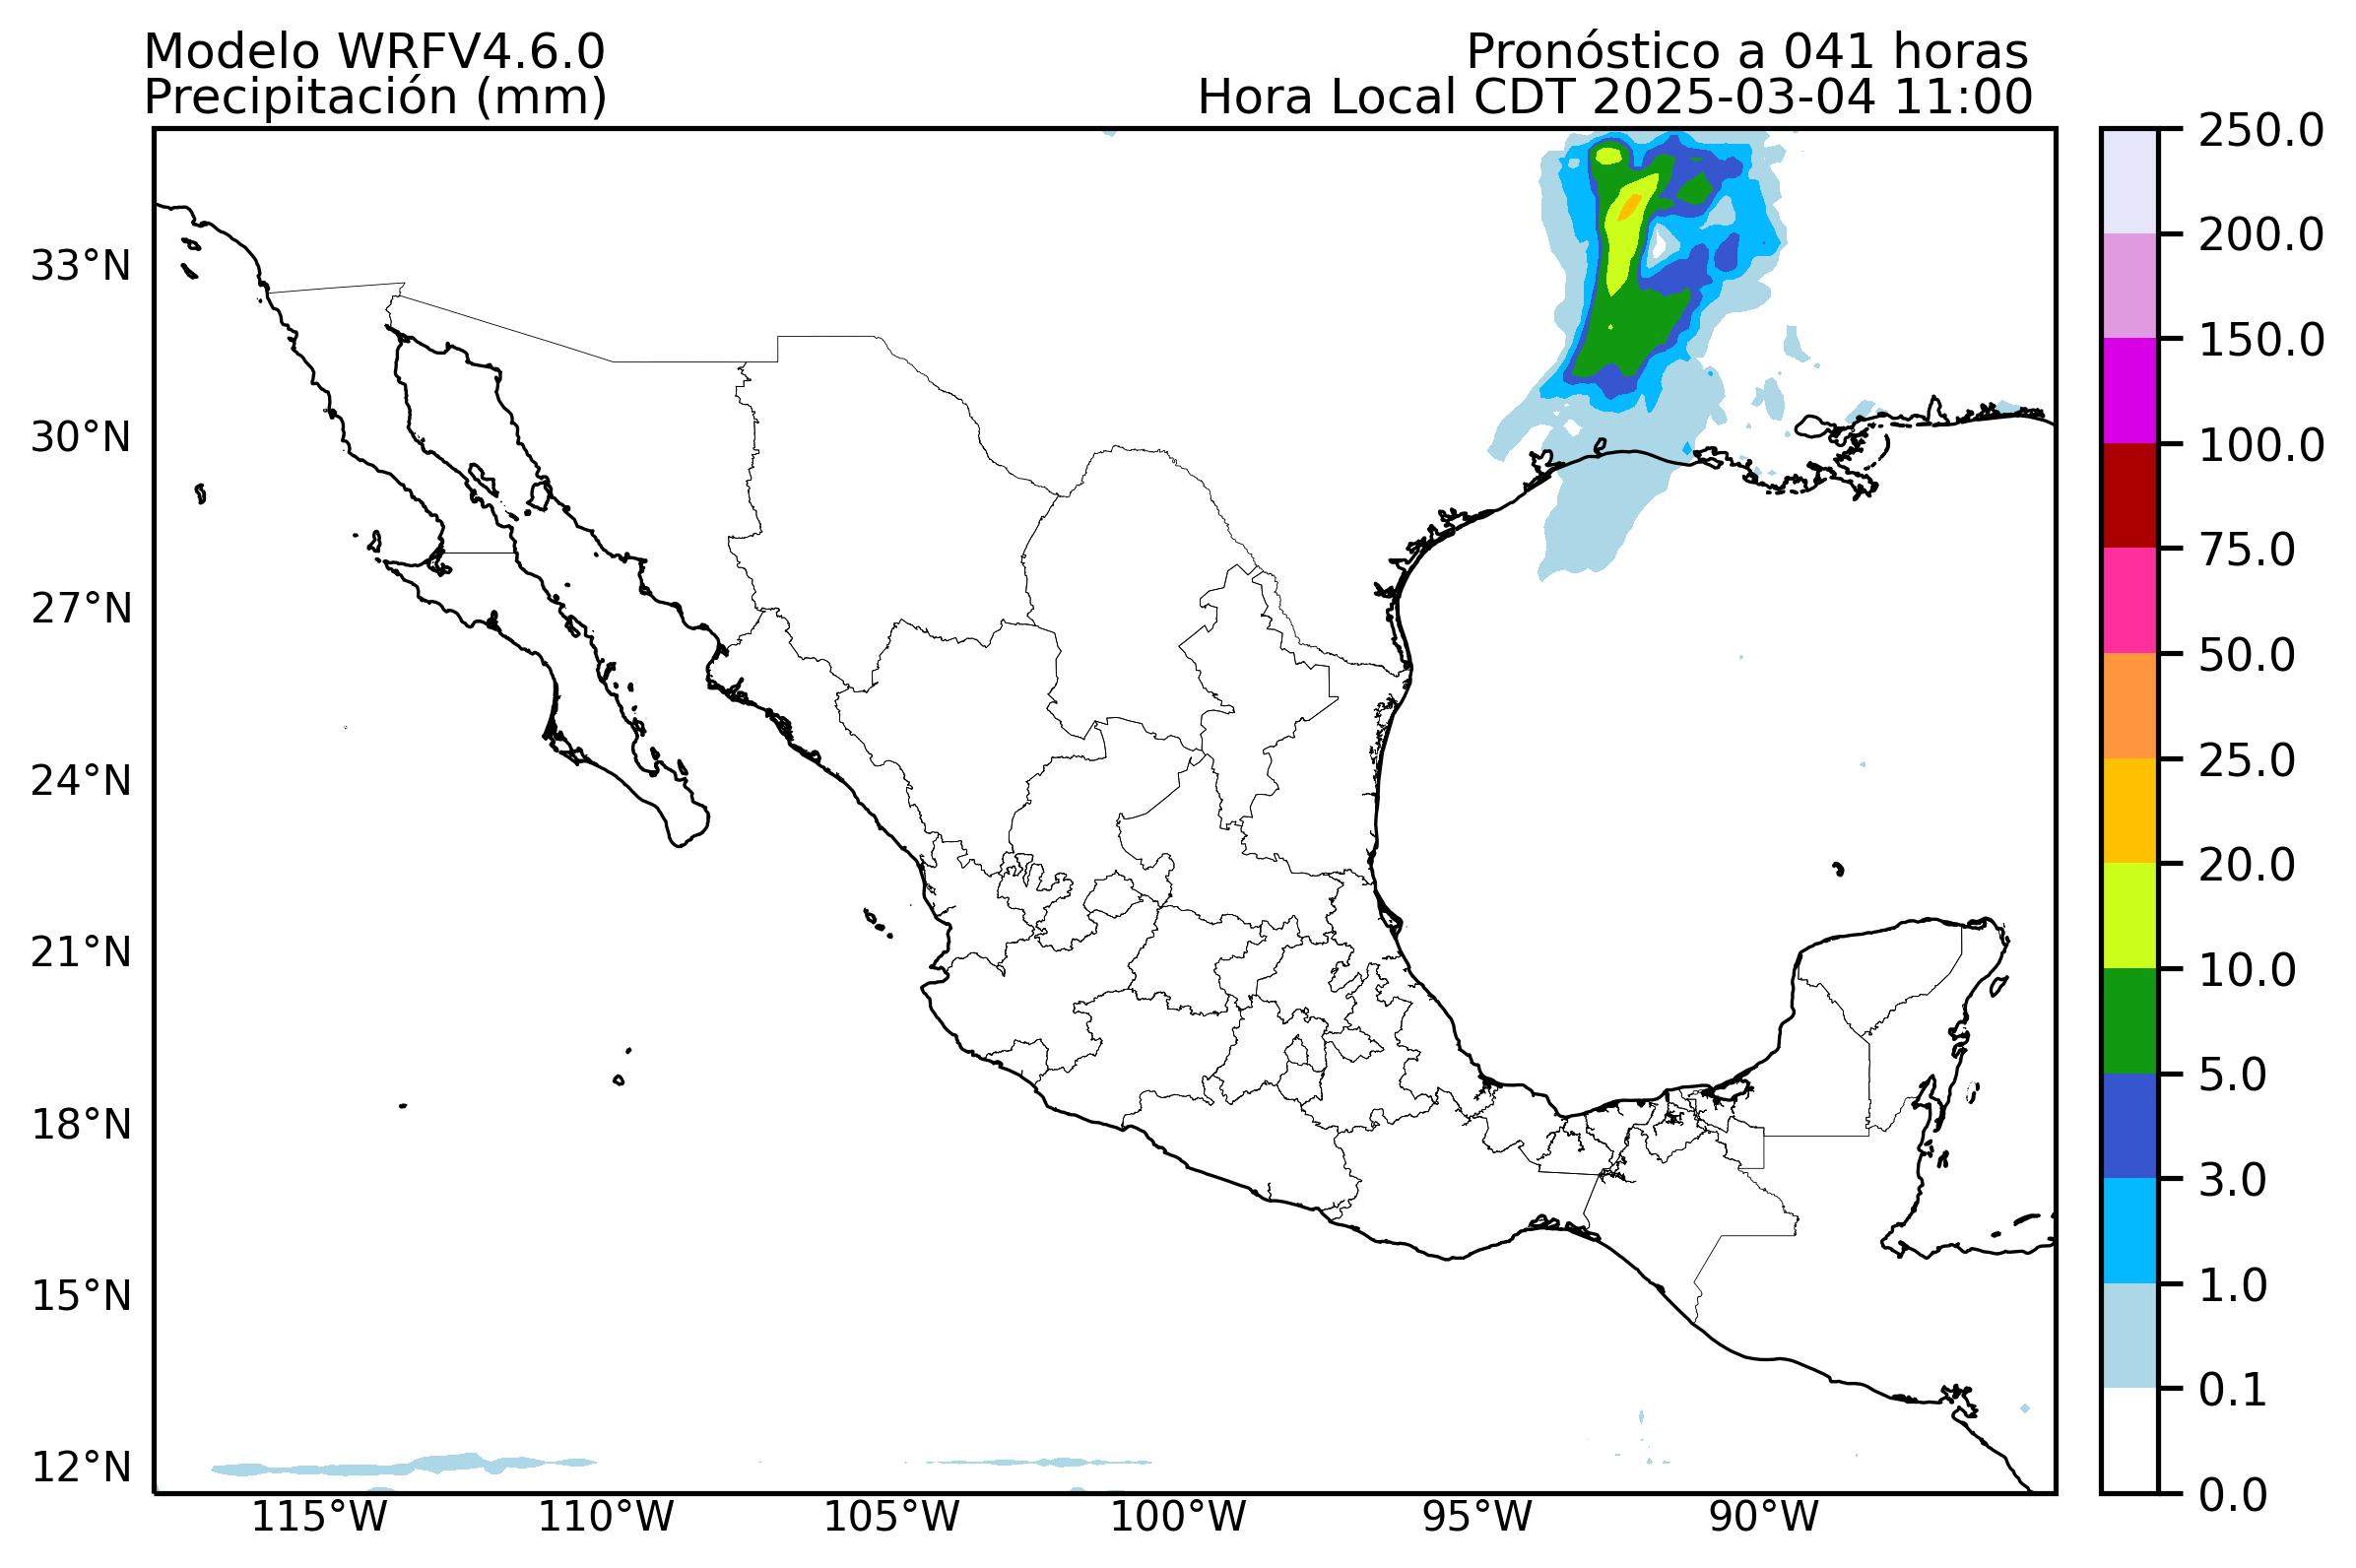 Modelo WRFV4.6.0
Pronóstico a 041 horas
Precipitación (mm)
Hora Local CDT 2025-03-04 11:00
33°N
30°N
27°N
24°N
21°N
18°N
15°N
12°N
115°W
110°W
105°W
100°W
95°W
90°W
250.0
200.0
150.0
100.0
75.0
50.0
25.0
20.0
10.0
5.0
3.0
1.0
0.1
0.0